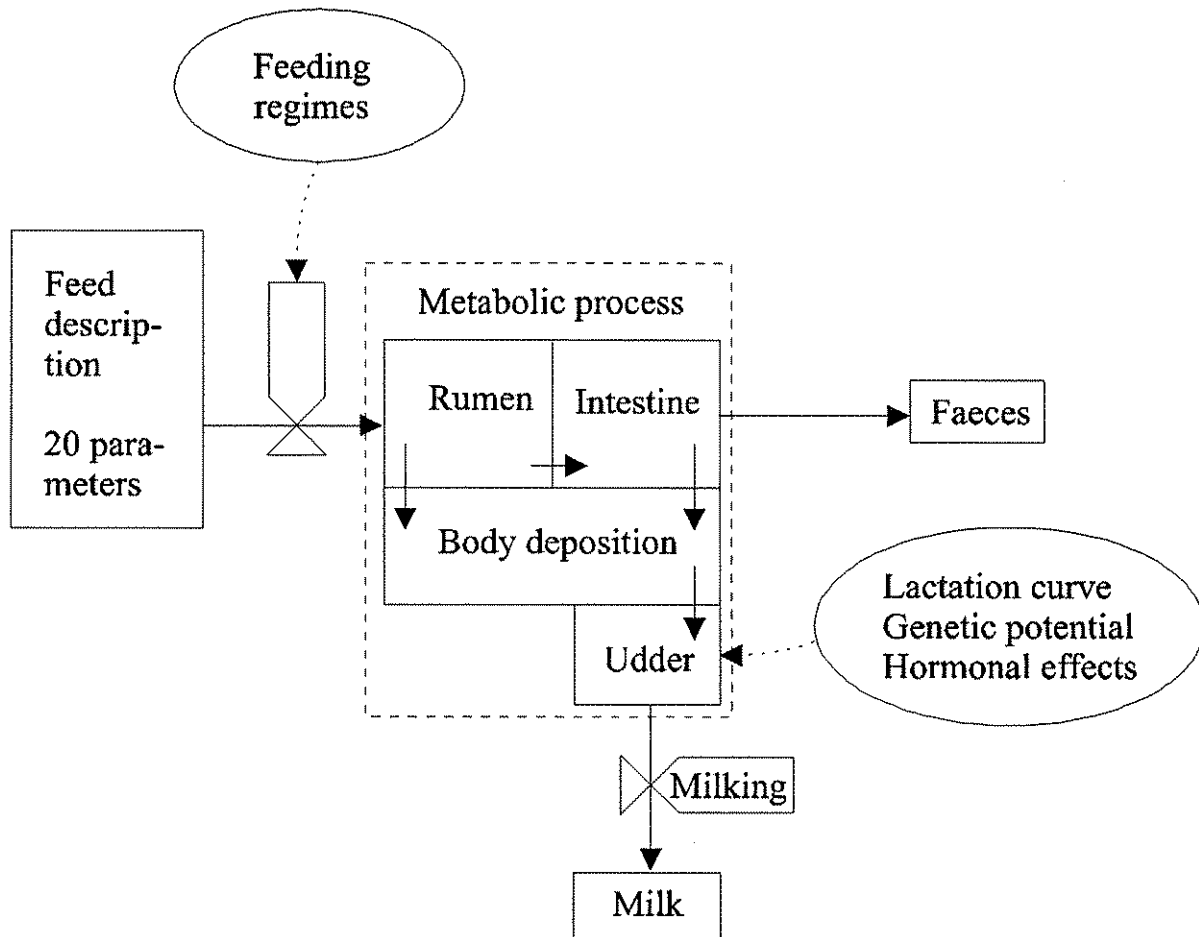 Feeding
regimes
Feed
descrip-
tion
20 para-
meters
Metabolic process
Rumen
Intestine
Faeces
Body deposition
Lactation curve
Genetic potential
Hormonal effects
Udder
Milking
Milk